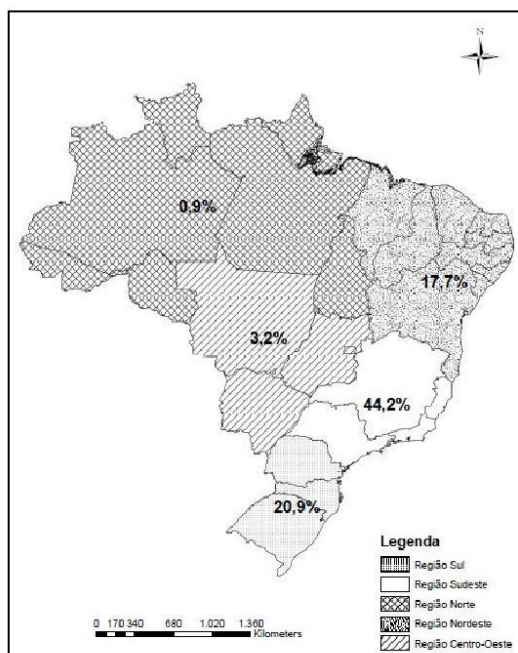 N
0,9%
17,7%
3,2%
44,2%
20,9%
Legenda
Região Sul
Região Sudeste
Região Norte
Região Nordeste
Região Centro-Oeste
0 170 340 680 1.020 1.360
Kilometers